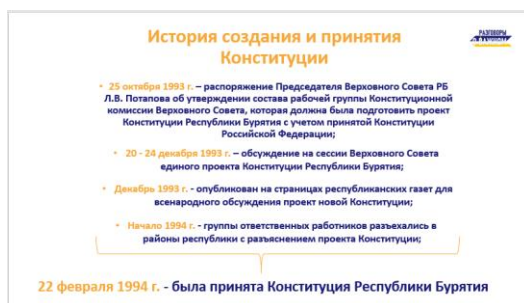 История создания и принятия
Конституции
РАЗГОВОРЫ
О ВАЖНОМ
• 25 октября 1993 г. – распоряжение Председателя Верховного Совета РБ
Л.В. Потапова об утверждении состава рабочей группы Конституционной
комиссии Верховного Совета, которая должна была подготовить проект
Конституции Республики Бурятия с учетом принятой Конституции
Российской Федерации;
• 20 - 24 декабря 1993 г. – обсуждение на сессии Верховного Совета
единого проекта Конституции Республики Бурятия;
• Декабрь 1993 г. - опубликован на страницах республиканских газет для
всенародного обсуждения проект новой Конституции;
• Начало 1994 г. - группы ответственных работников разъехались в
районы республики с разъяснением проекта Конституции;
22 февраля 1994 г. - была принята Конституция Республики Бурятия